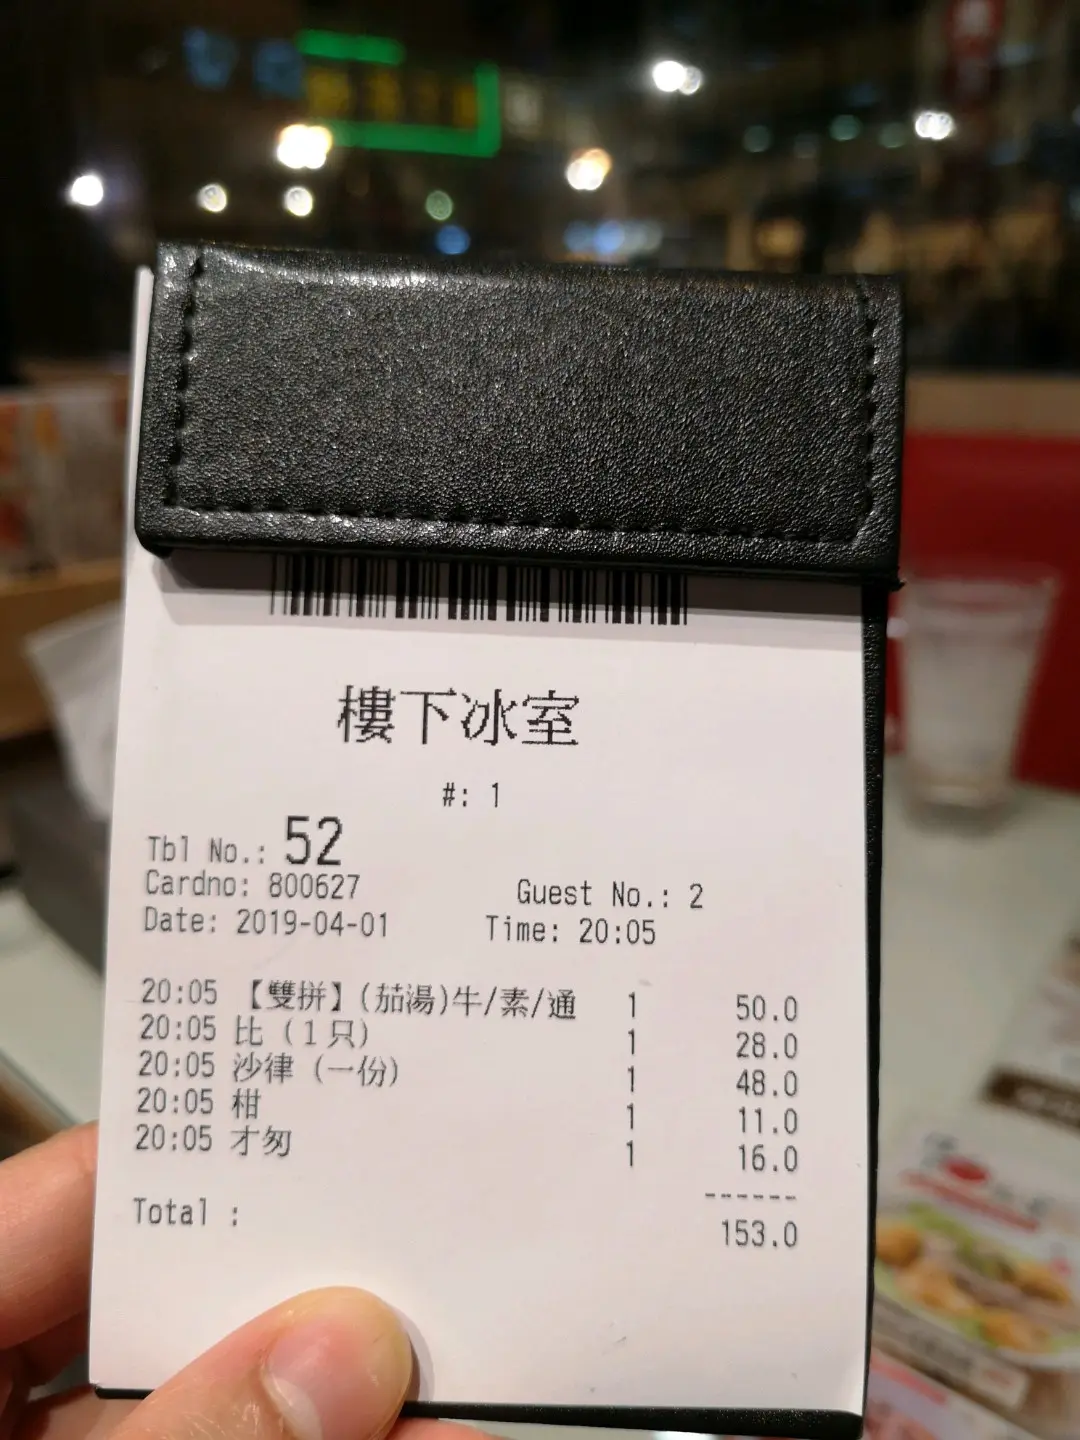 樓下冰室
#: 1
Tbl No.: 52
Cardno: 800627 Guest No.: 2
Date: 2019-04-01 Time: 20:05
20:05 【雙拼】(茄湯)牛/素/通 1 50.0
20:05 比（1只） 1 28.0
20:05 沙律（一份） 1 48.0
20:05 柑 1 11.0
20:05 才匆 1 16.0
Total : 153.0